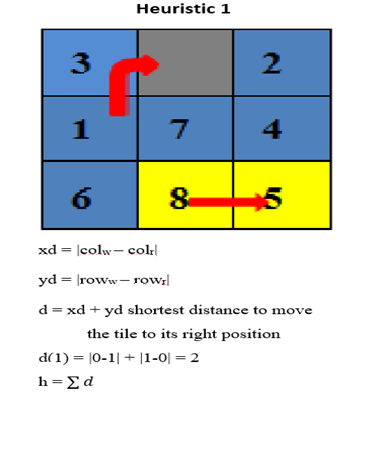 Heuristic 1
3 2
1 7 4
6 8 5
xd = |colw – colr|
yd = |roww – rowr|
d = xd + yd shortest distance to move
the tile to its right position
d(1) = |0-1| + |1-0| = 2
h = ∑ d